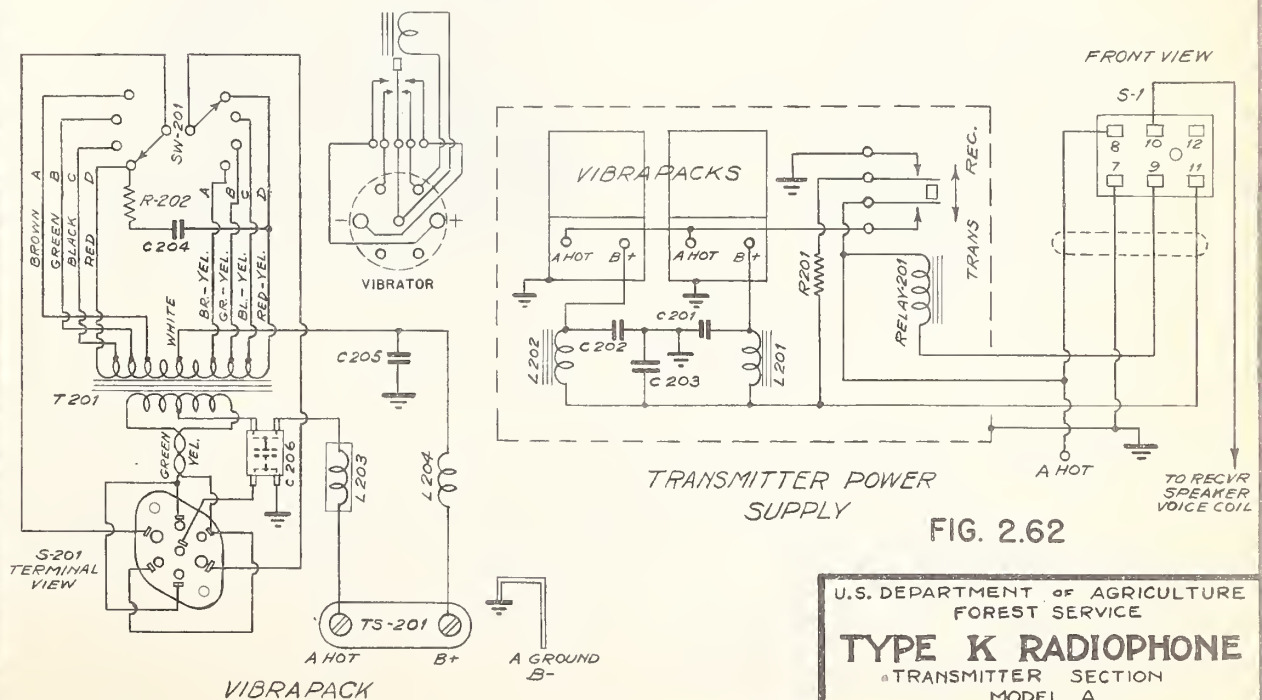 SW-201
R-202
C204
BROWN A
GREEN B
BLACK C
RED D
WHITE
BR.-YEL. A
GR.-YEL. B
BL.-YEL. C
RED-YEL. D
T201
GREEN
YEL.
C206
C205
L203
L204
S-201
TERMINAL
VIEW
TS-201
A HOT
B+
A GROUND
B-
VIBRAPACK
- +
VIBRATOR
VIBRAPACKS
A HOT B+
A HOT B+
L202
C202
C201
C203
L201
R201
RELAY-201
TRANS REC.
TRANSMITTER POWER
SUPPLY
FRONT VIEW
S-1
8 10 12
7 9 11
A HOT
TO RECVR
SPEAKER
VOICE COIL
FIG. 2.62
U.S. DEPARTMENT OF AGRICULTURE
FOREST SERVICE
TYPE K RADIOPHONE
TRANSMITTER SECTION
MODEL A